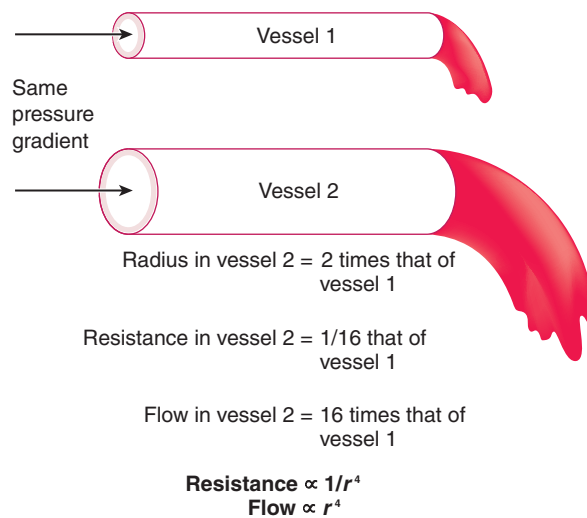 Vessel 1
Same
pressure
gradient
Vessel 2
Radius in vessel 2 = 2 times that of
vessel 1
Resistance in vessel 2 = 1/16 that of
vessel 1
Flow in vessel 2 = 16 times that of
vessel 1
Resistance ∝ 1/r⁴
Flow ∝ r⁴